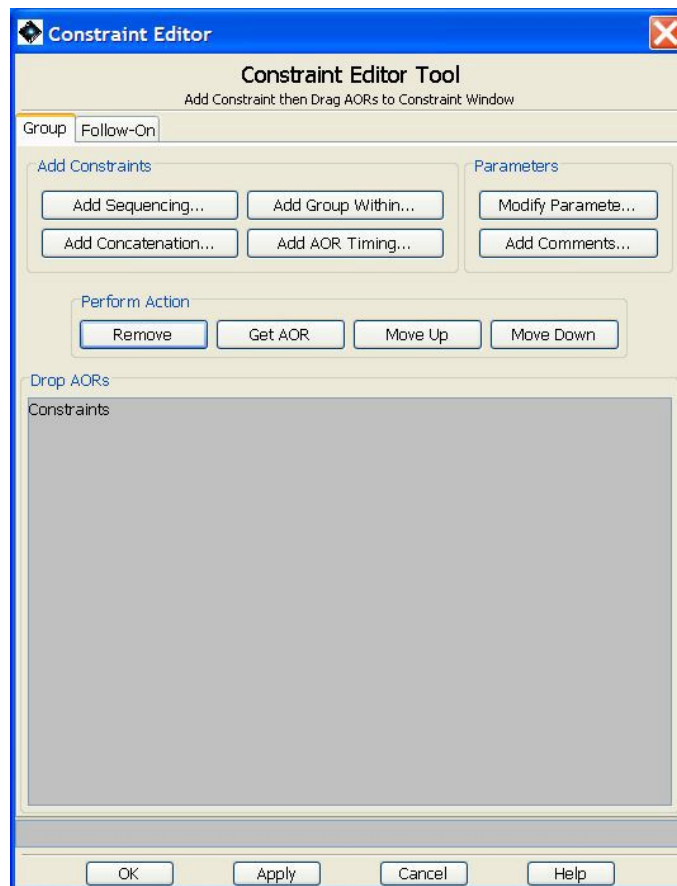 Constraint Editor
Constraint Editor Tool
Add Constraint then Drag AORs to Constraint Window
Group Follow-On
Add Constraints Parameters
Add Sequencing... Add Group Within... Modify Paramete...
Add Concatenation... Add AOR Timing... Add Comments...
Perform Action
Remove Get AOR Move Up Move Down
Drop AORs
Constraints
OK Apply Cancel Help